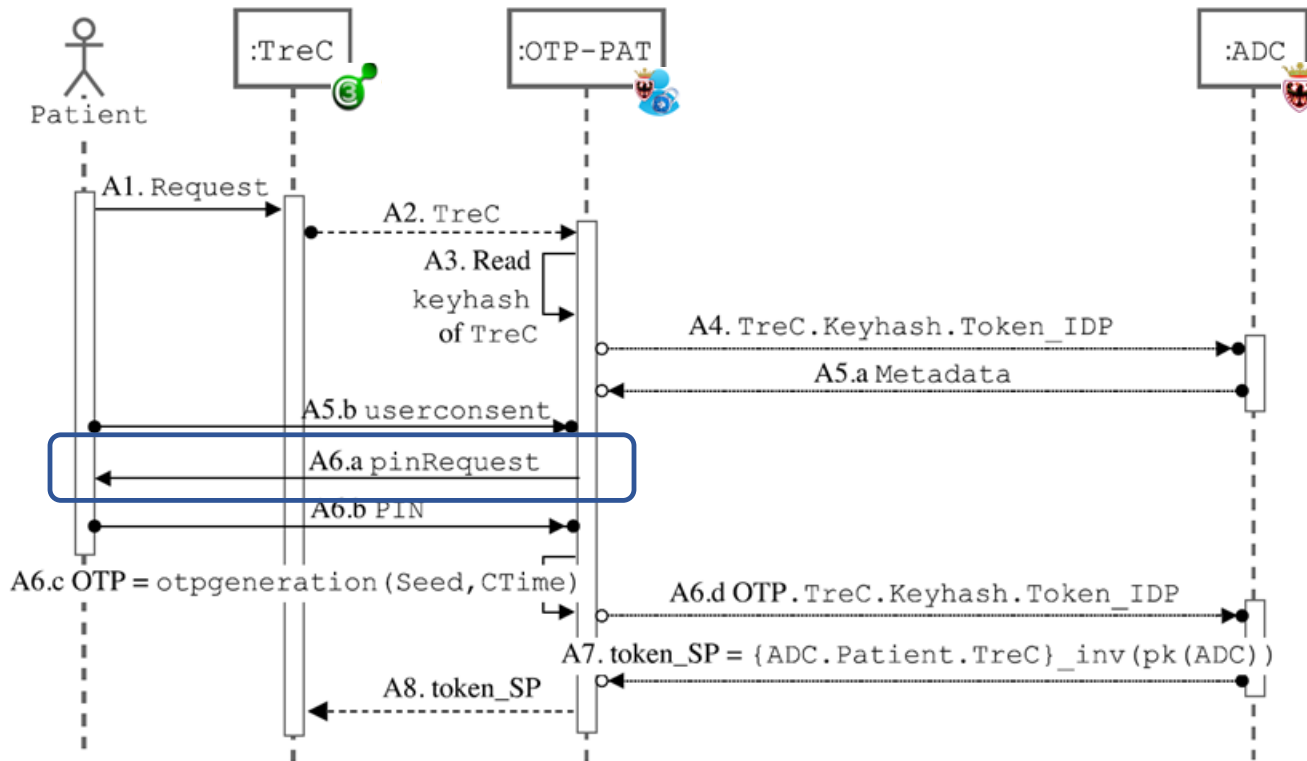 :TreC
:OTP-PAT
:ADC
3
Patient
A1. Request
A2. TreC
A3. Read
keyhash
of TreC
A4. TreC.Keyhash.Token_IDP
A5.a Metadata
A5.b userconsent
A6.a pinRequest
A6.b PIN
A6.c OTP = otpgeneration(Seed,CTime)
A6.d OTP.TreC.Keyhash.Token_IDP
A7. token_SP = {ADC.Patient.TreC}_inv(pk(ADC))
A8. token_SP